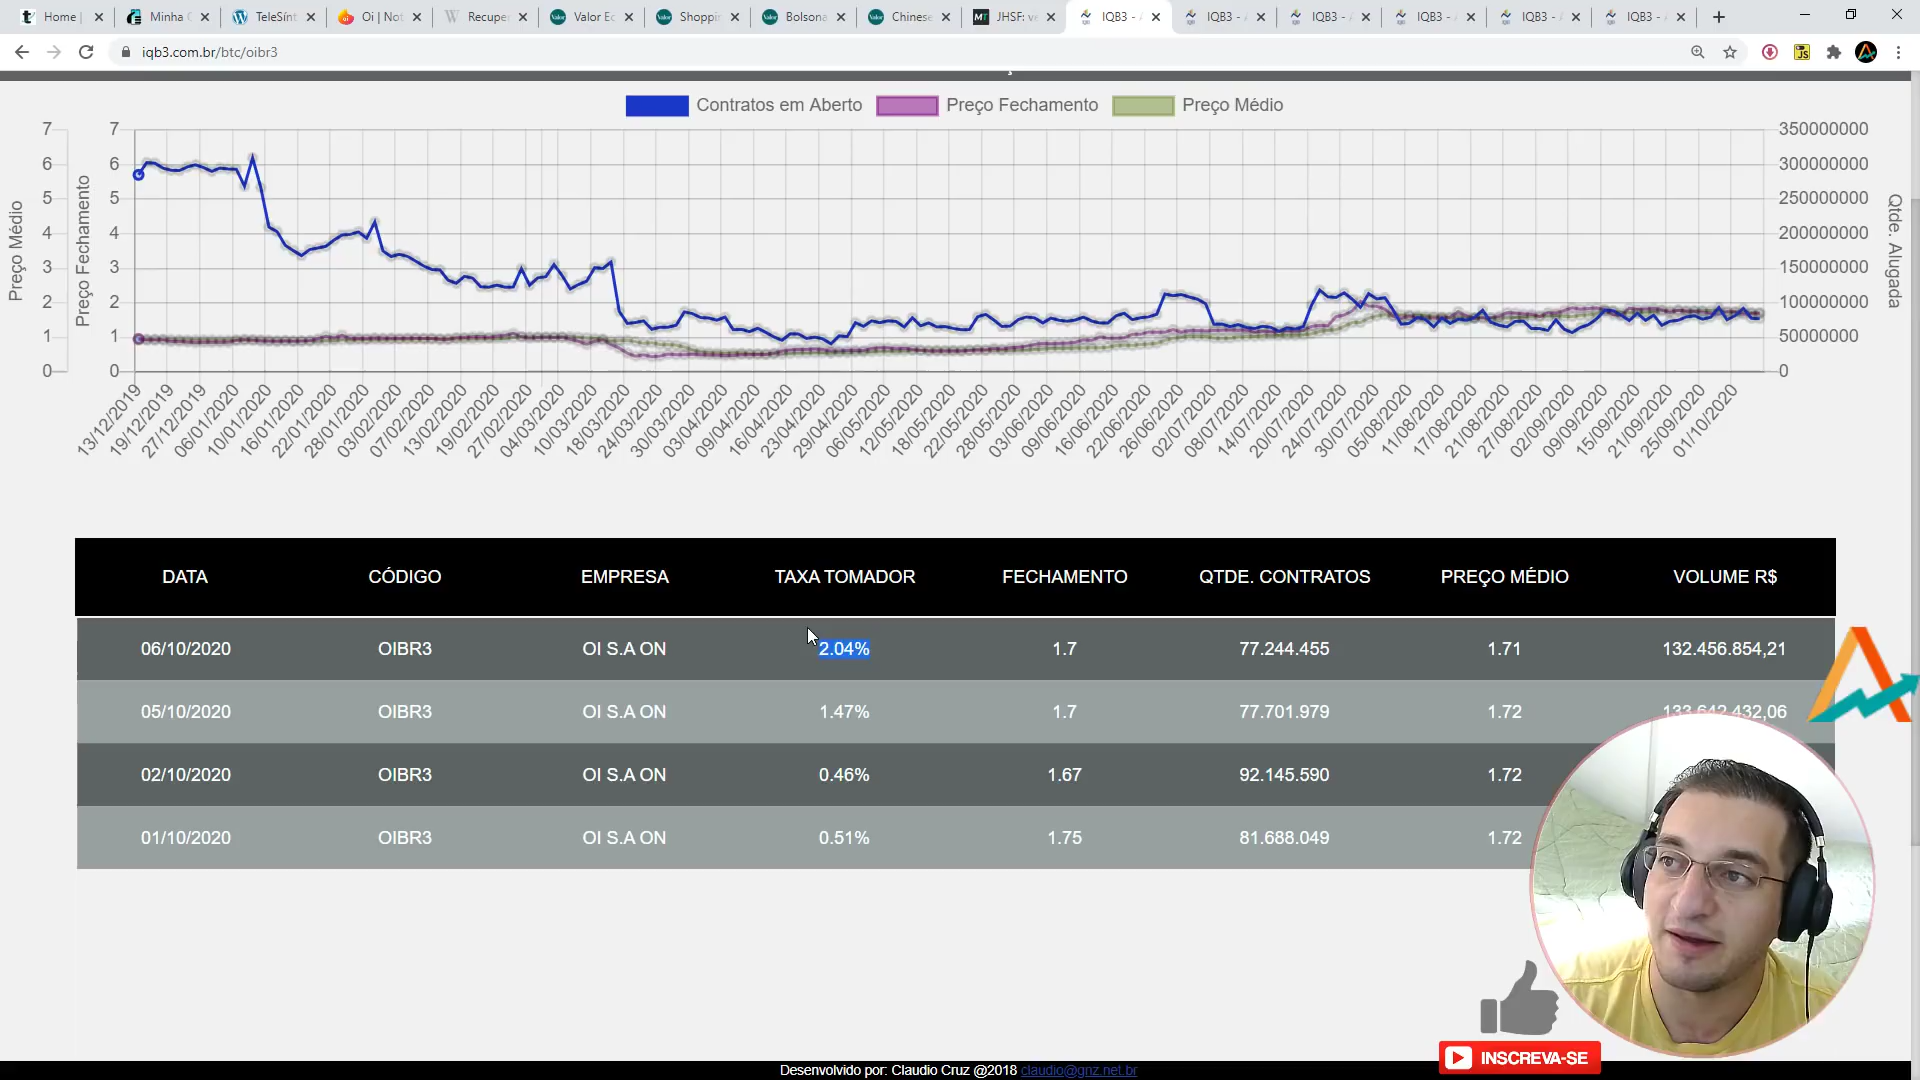 Home |
Minha C
TeleSínt
Oi | Not
Recuper
Valor Ec
Shoppin
Bolsona
Chinese
JHSF: ve
IQB3 - A
IQB3 - A
IQB3 - A
IQB3 - A
IQB3 - A
IQB3 - A
iqb3.com.br/btc/oibr3
Contratos em Aberto Preço Fechamento Preço Médio
Preço Médio
7
6
5
4
3
2
1
0
Preço Fechamento
7
6
5
4
3
2
1
0
350000000
300000000
250000000
200000000
150000000
100000000
50000000
0
Qtde. Alugada
13/12/2019
19/12/2019
27/12/2019
06/01/2020
10/01/2020
16/01/2020
22/01/2020
28/01/2020
03/02/2020
07/02/2020
13/02/2020
19/02/2020
27/02/2020
04/03/2020
10/03/2020
18/03/2020
24/03/2020
30/03/2020
03/04/2020
09/04/2020
16/04/2020
23/04/2020
29/04/2020
06/05/2020
12/05/2020
18/05/2020
22/05/2020
28/05/2020
03/06/2020
09/06/2020
16/06/2020
22/06/2020
26/06/2020
02/07/2020
08/07/2020
14/07/2020
20/07/2020
24/07/2020
30/07/2020
05/08/2020
11/08/2020
17/08/2020
21/08/2020
27/08/2020
02/09/2020
09/09/2020
15/09/2020
21/09/2020
25/09/2020
01/10/2020
DATA CÓDIGO EMPRESA TAXA TOMADOR FECHAMENTO QTDE. CONTRATOS PREÇO MÉDIO VOLUME R$
06/10/2020 OIBR3 OI S.A ON 2.04% 1.7 77.244.455 1.71 132.456.854,21
05/10/2020 OIBR3 OI S.A ON 1.47% 1.7 77.701.979 1.72 133.642.432,06
02/10/2020 OIBR3 OI S.A ON 0.46% 1.67 92.145.590 1.72
01/10/2020 OIBR3 OI S.A ON 0.51% 1.75 81.688.049 1.72
INSCREVA-SE
Desenvolvido por: Claudio Cruz @2018 claudio@gnz.net.br